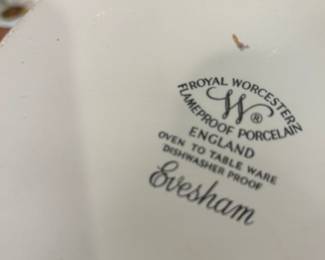 ROYAL WORCESTER
W®
FLAMEPROOF PORCELAIN
ENGLAND
OVEN TO TABLE WARE
DISHWASHER PROOF
Evesham